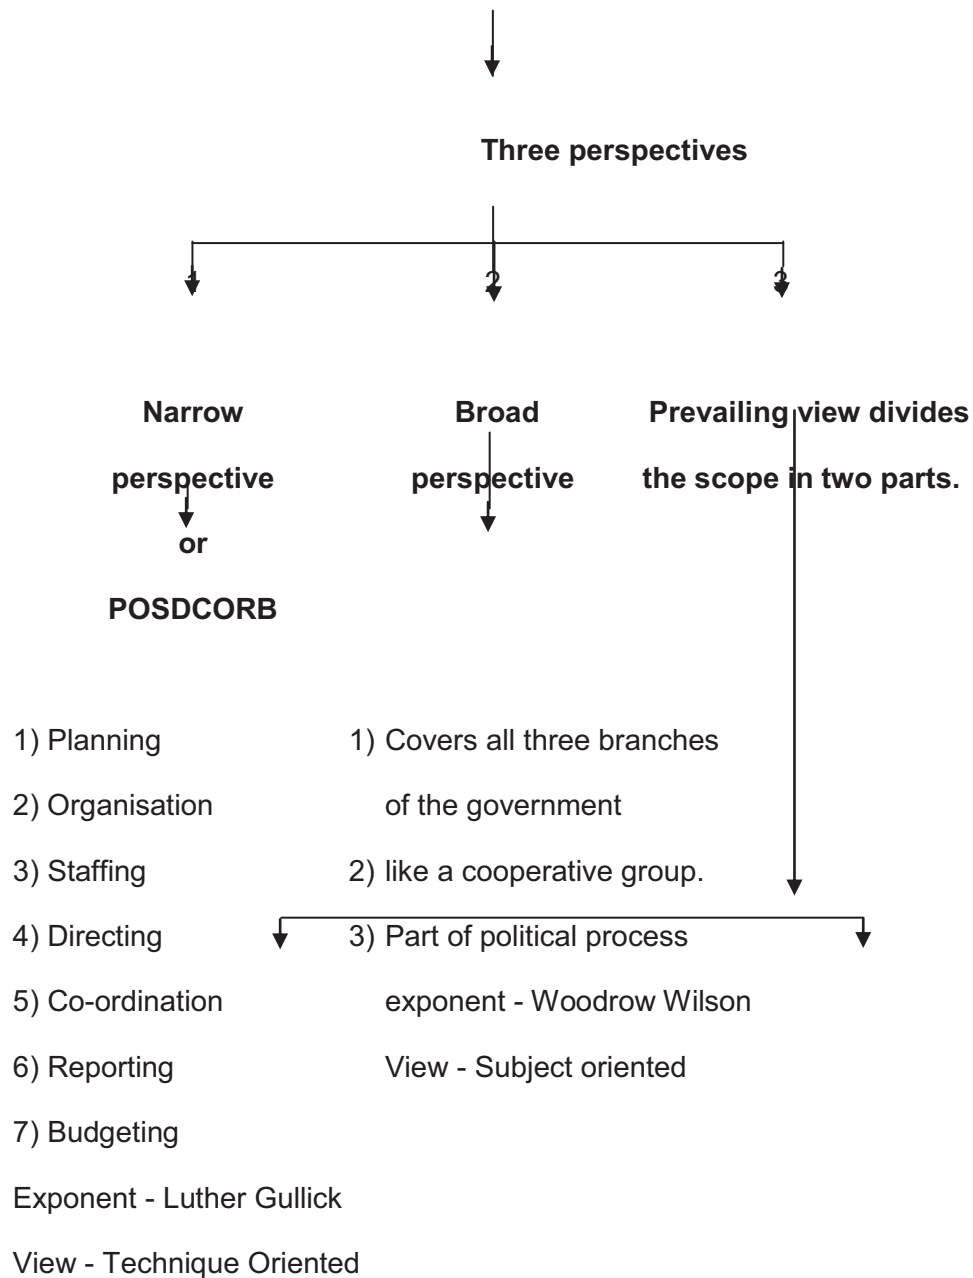 Three perspectives
1
2
3
Narrow
perspective
or
POSDCORB
Broad
perspective
Prevailing view divides
the scope in two parts.
1) Planning
2) Organisation
3) Staffing
4) Directing
5) Co-ordination
6) Reporting
7) Budgeting
Exponent - Luther Gullick
View - Technique Oriented
1) Covers all three branches
of the government
2) like a cooperative group.
3) Part of political process
exponent - Woodrow Wilson
View - Subject oriented